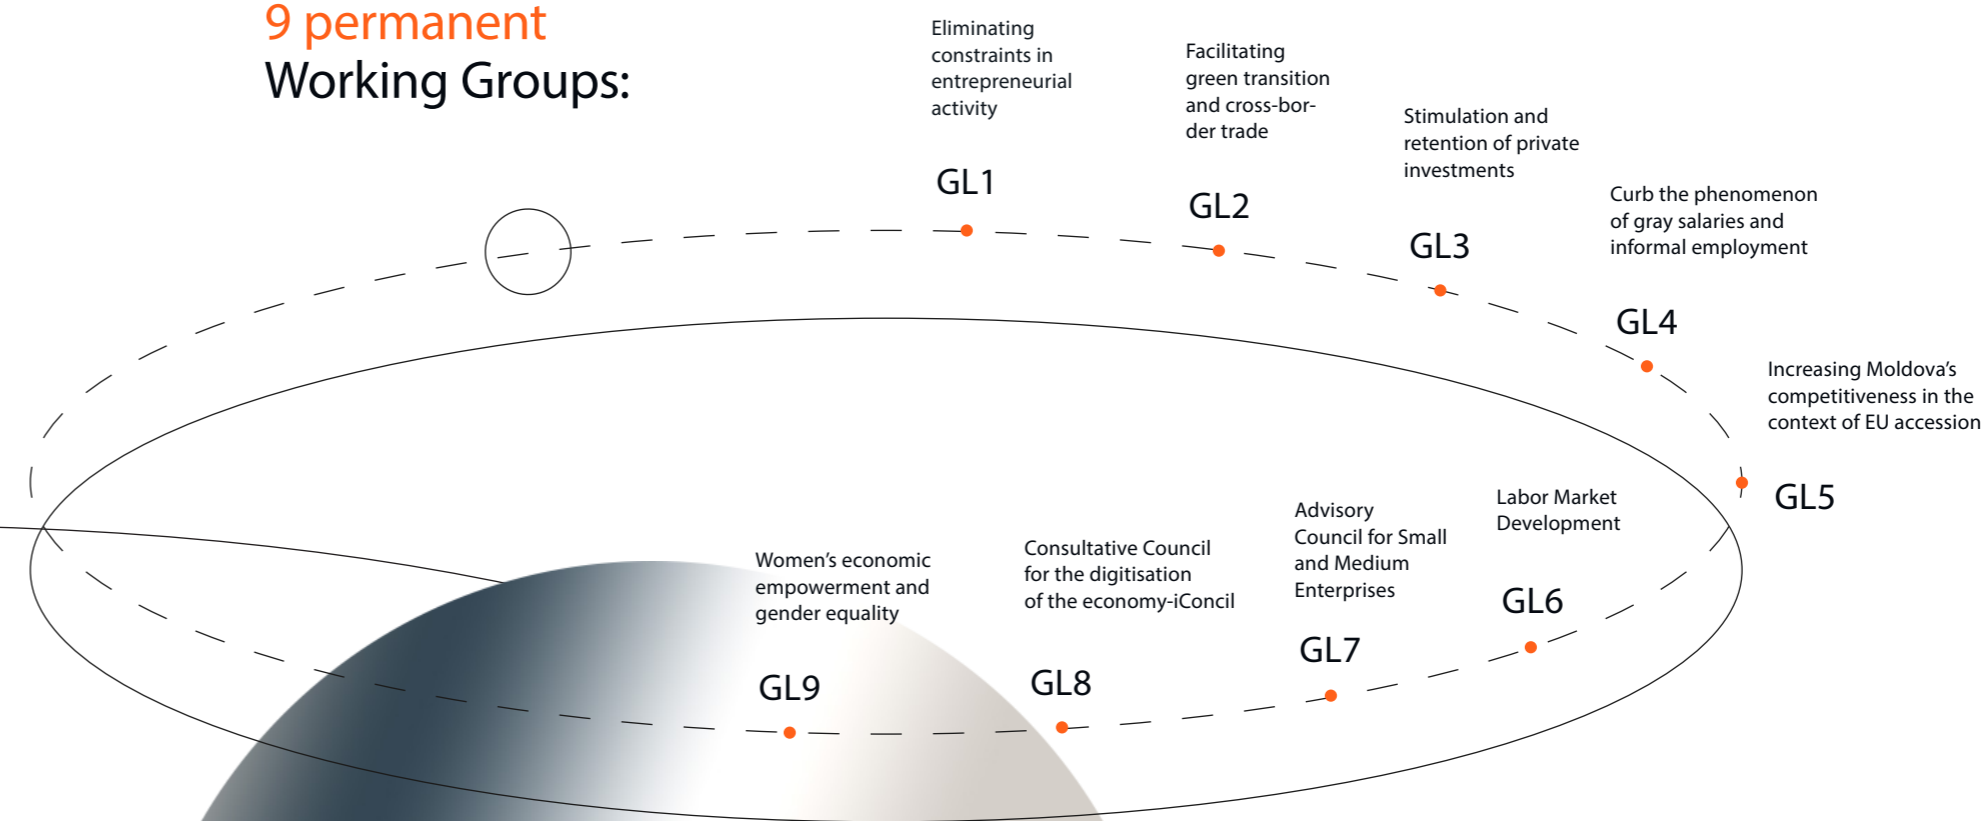 9 permanent
Working Groups:
Eliminating
constraints in
entrepreneurial
activity
GL1
Facilitating
green transition
and cross-bor-
der trade
GL2
Stimulation and
retention of private
investments
GL3
Curb the phenomenon
of gray salaries and
informal employment
GL4
Increasing Moldova’s
competitiveness in the
context of EU accession
GL5
Labor Market
Development
GL6
Advisory
Council for Small
and Medium
Enterprises
GL7
Consultative Council
for the digitisation
of the economy-iConcil
GL8
Women’s economic
empowerment and
gender equality
GL9